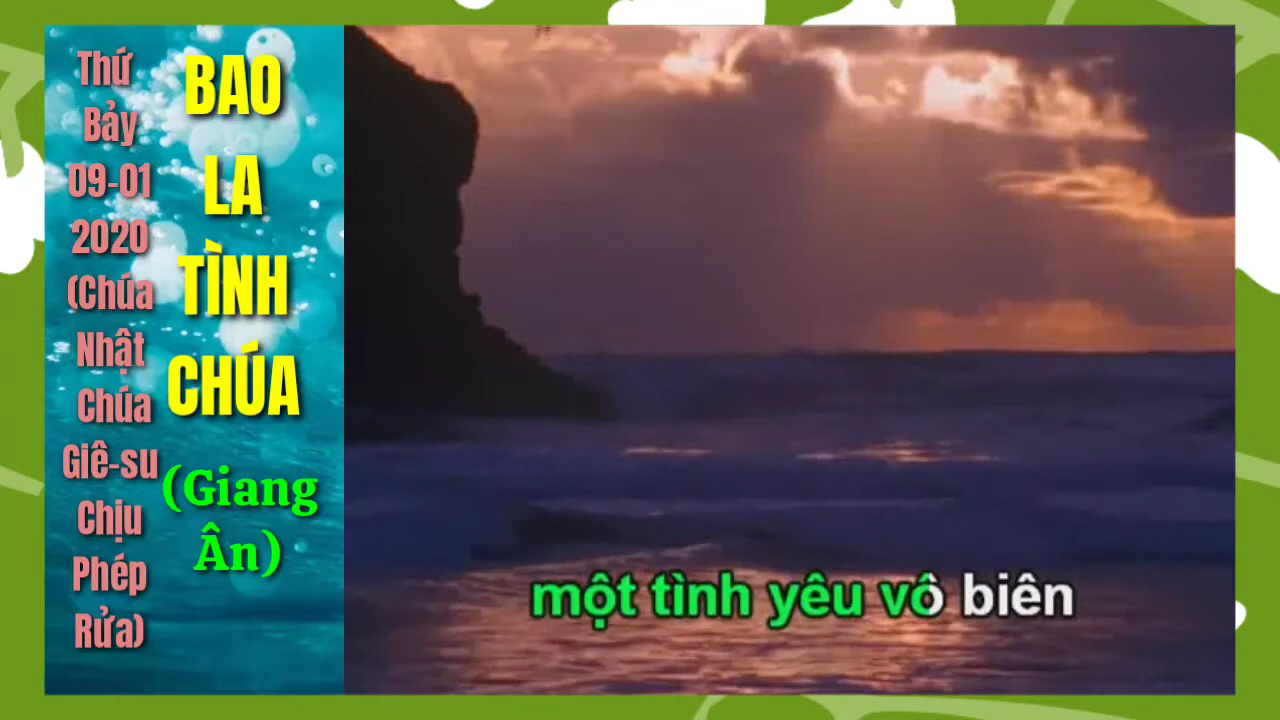 Thứ
Bảy
09-01
2020
(Chúa
Nhật
Chúa
Giê-su
Chịu
Phép
Rửa)
BAO
LA
TÌNH
CHÚA
(Giang
Ân)
một tình yêu vô biên